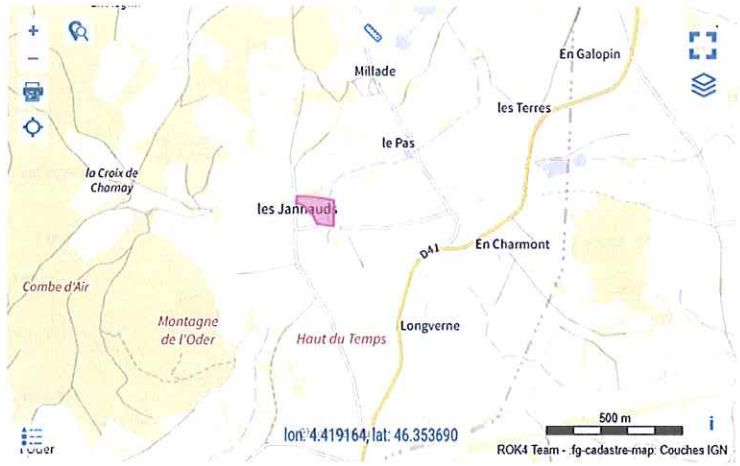 +
−
Millade
En Galopin
les Terres
le Pas
la Croix de
Chamay
les Jannauds
D41
En Charmont
Combe d'Air
Montagne
de l'Oder
Haut du Temps
Longverne
500 m
i
lon: 4.419164, lat: 46.353690
l'Oder
ROK4 Team - :fg-cadastre-map: Couches IGN